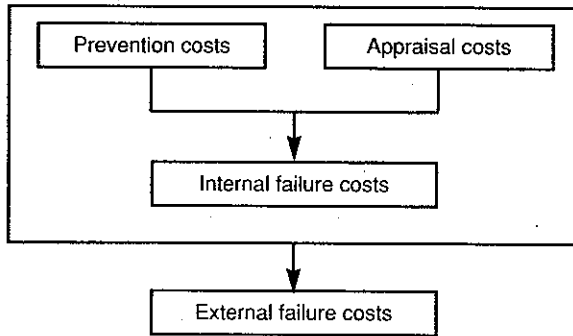 Prevention costs
Appraisal costs
Internal failure costs
External failure costs